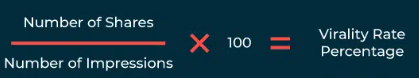 Number of Shares
Number of Impressions
× 100 =
Virality Rate
Percentage